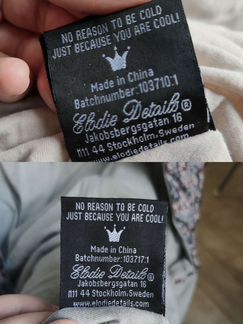 NO REASON TO BE COLD
JUST BECAUSE YOU ARE COOL!
Made in China
Batchnumber:103710:1
Elodie Details®
Jakobsbergsgatan 16
111 44 Stockholm,Sweden
www.elodiedetails.com
NO REASON TO BE COLD
JUST BECAUSE YOU ARE COOL!
Made in China
Batchnumber:103717:1
Elodie Details®
Jakobsbergsgatan 16
111 44 Stockholm,Sweden
www.elodiedetails.com